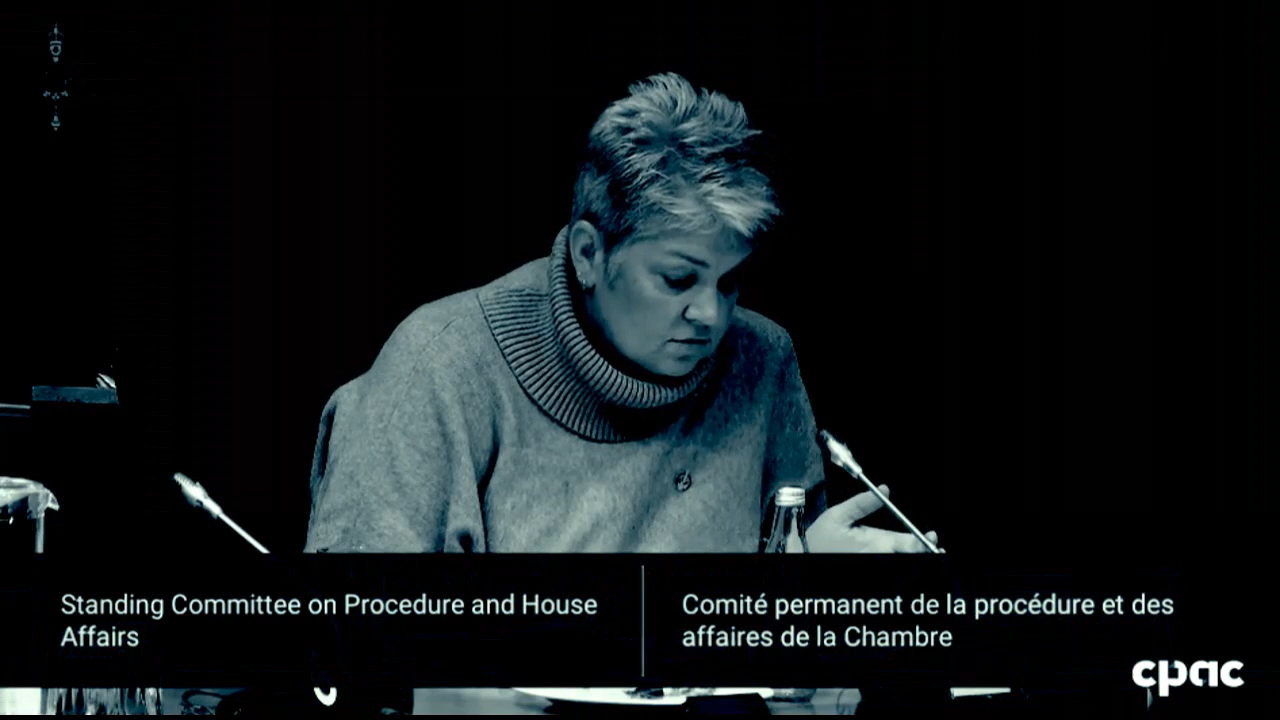 Standing Committee on Procedure and House
Affairs
Comité permanent de la procédure et des
affaires de la Chambre
cpac